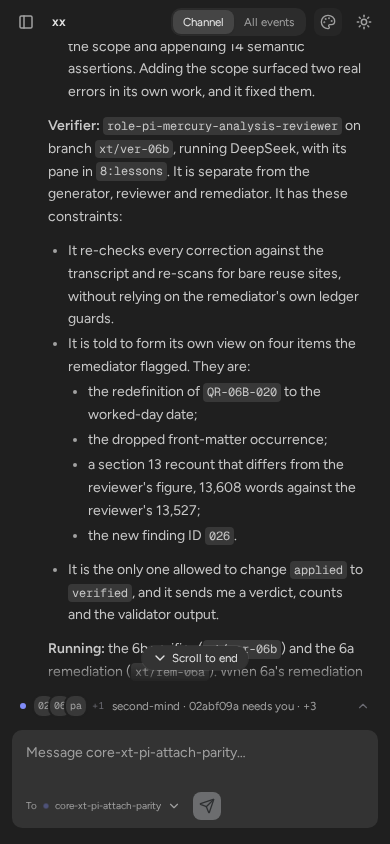 xx
Channel
All events
the scope and appending 14 semantic
assertions. Adding the scope surfaced two real
errors in its own work, and it fixed them.
Verifier: role-pi-mercury-analysis-reviewer on
branch xt/ver-06b, running DeepSeek, with its
pane in 8:lessons. It is separate from the
generator, reviewer and remediator. It has these
constraints:
• It re-checks every correction against the
transcript and re-scans for bare reuse sites,
without relying on the remediator's own ledger
guards.
• It is told to form its own view on four items the
remediator flagged. They are:
• the redefinition of QR-06B-020 to the
worked-day date;
• the dropped front-matter occurrence;
• a section 13 recount that differs from the
reviewer's figure, 13,608 words against the
reviewer's 13,527;
• the new finding ID 026.
• It is the only one allowed to change applied to
verified, and it sends me a verdict, counts
and the validator output.
Running: the 6b r-06b) and the 6a
Scroll to end
remediation (xt/rem-06a). When 6a's remediation
pa +1 second-mind · 02abf09a needs you · +3
Message core-xt-pi-attach-parity...
To core-xt-pi-attach-parity